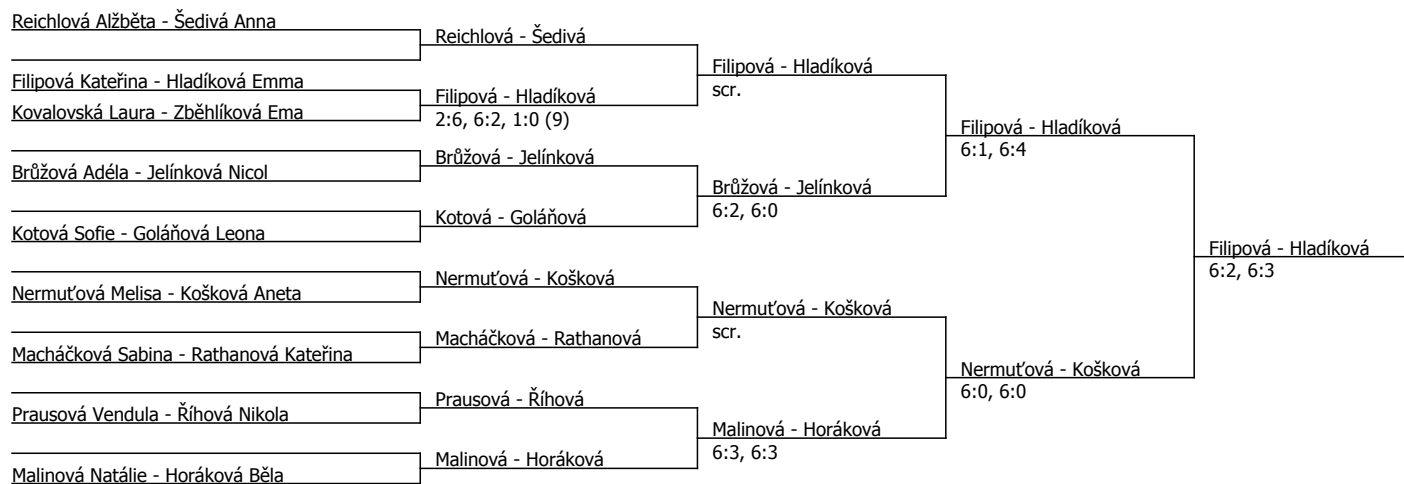 Reichlová Alžběta - Šedivá Anna
Filipová Kateřina - Hladíková Emma
Kovalovská Laura - Zběhlíková Ema
Brůžová Adéla - Jelínková Nicol
Kotová Sofie - Goláňová Leona
Nermuťová Melisa - Košková Aneta
Macháčková Sabina - Rathanová Kateřina
Prausová Vendula - Říhová Nikola
Malinová Natálie - Horáková Běla
Reichlová - Šedivá
Filipová - Hladíková
2:6, 6:2, 1:0 (9)
Brůžová - Jelínková
Kotová - Goláňová
Nermuťová - Košková
Macháčková - Rathanová
Prausová - Říhová
Malinová - Horáková
Filipová - Hladíková
scr.
Brůžová - Jelínková
6:2, 6:0
Nermuťová - Košková
scr.
Malinová - Horáková
6:3, 6:3
Filipová - Hladíková
6:1, 6:4
Nermuťová - Košková
6:0, 6:0
Filipová - Hladíková
6:2, 6:3